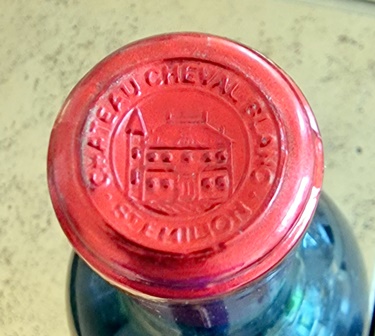 CHATEAU CHEVAL BLANC
ST EMILION